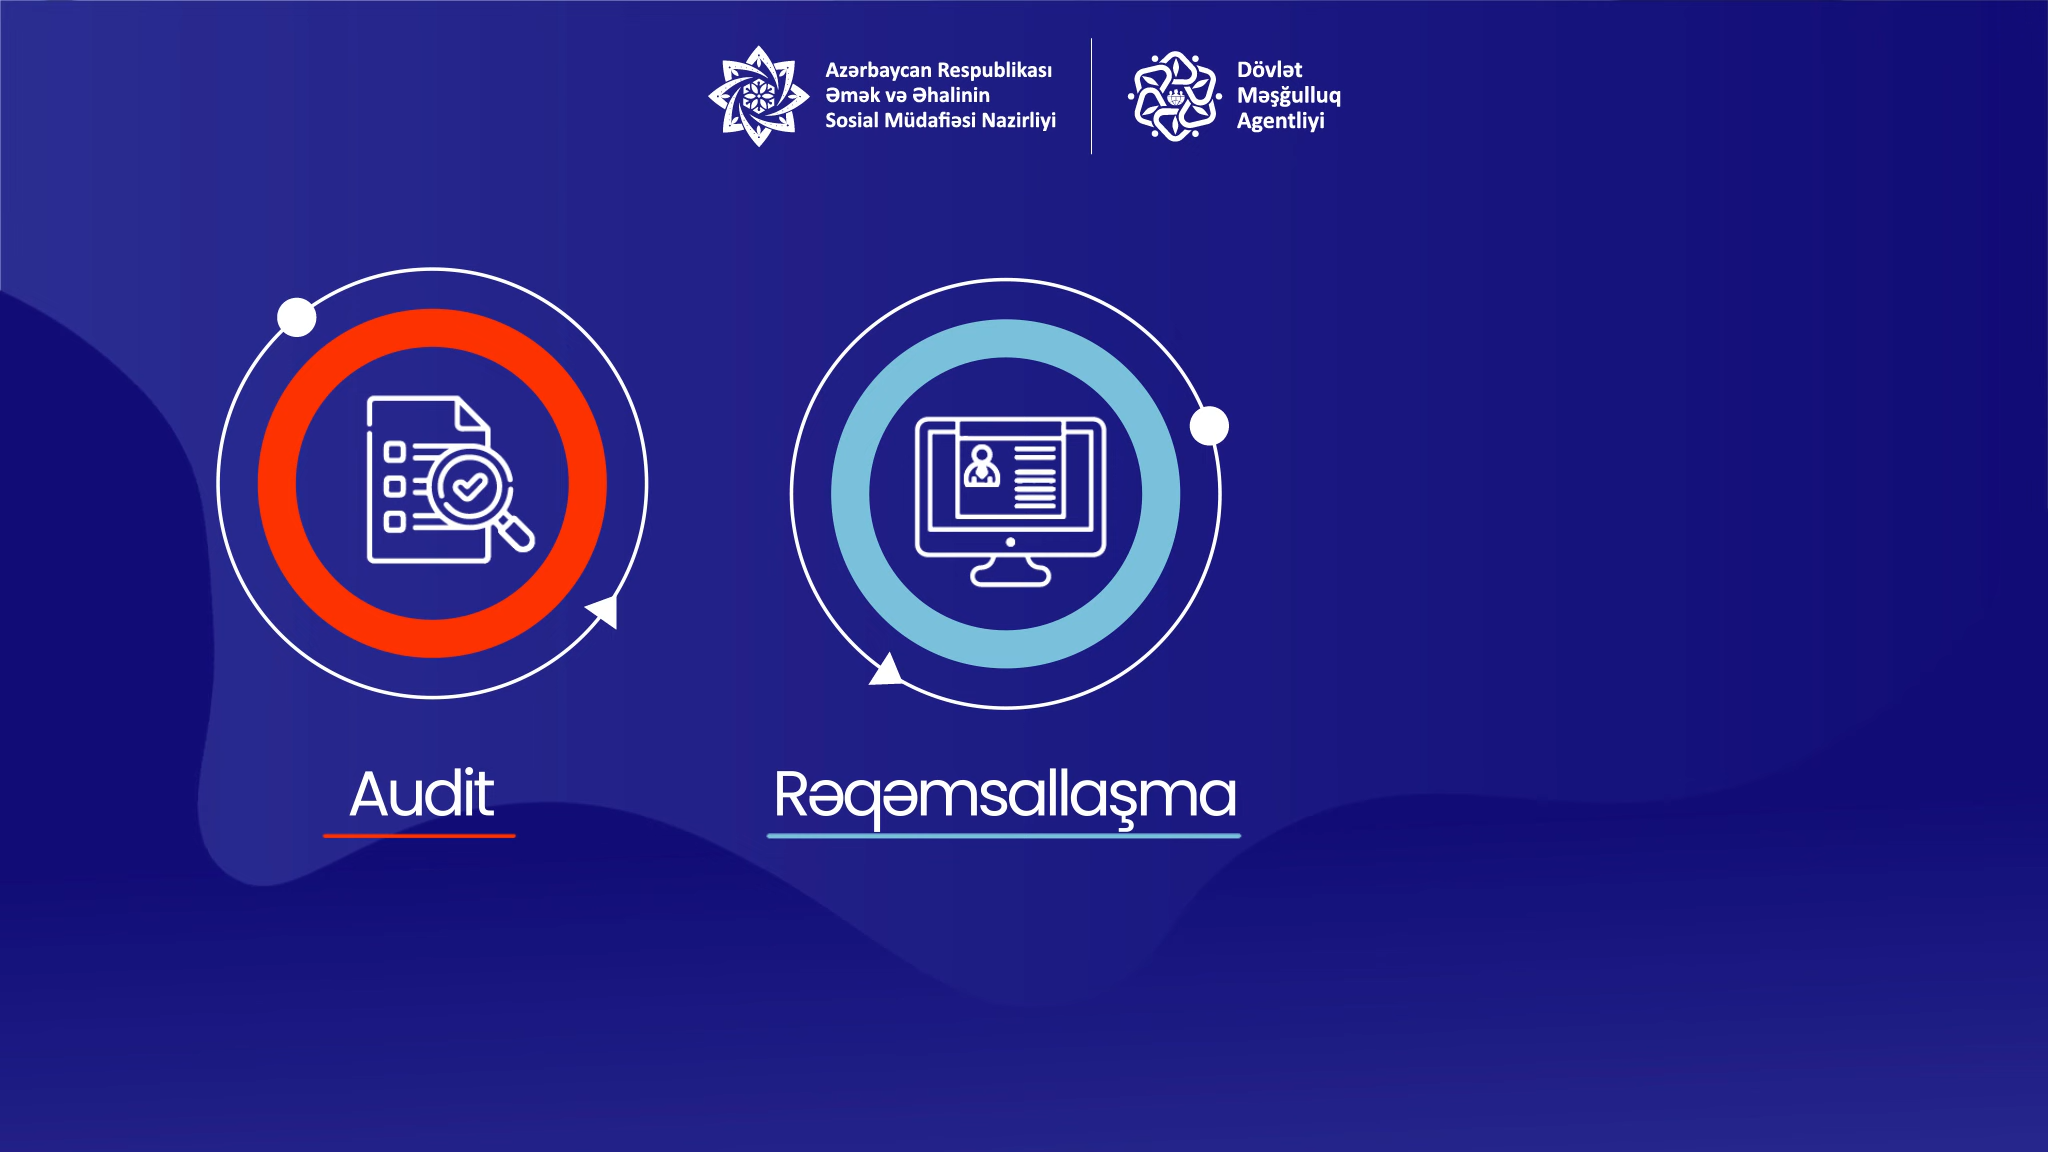 Azərbaycan Respublikası
Əmək və Əhalinin
Sosial Müdafiəsi Nazirliyi
Dövlət
Məşğulluq
Agentliyi
Audit
Rəqəmsallaşma